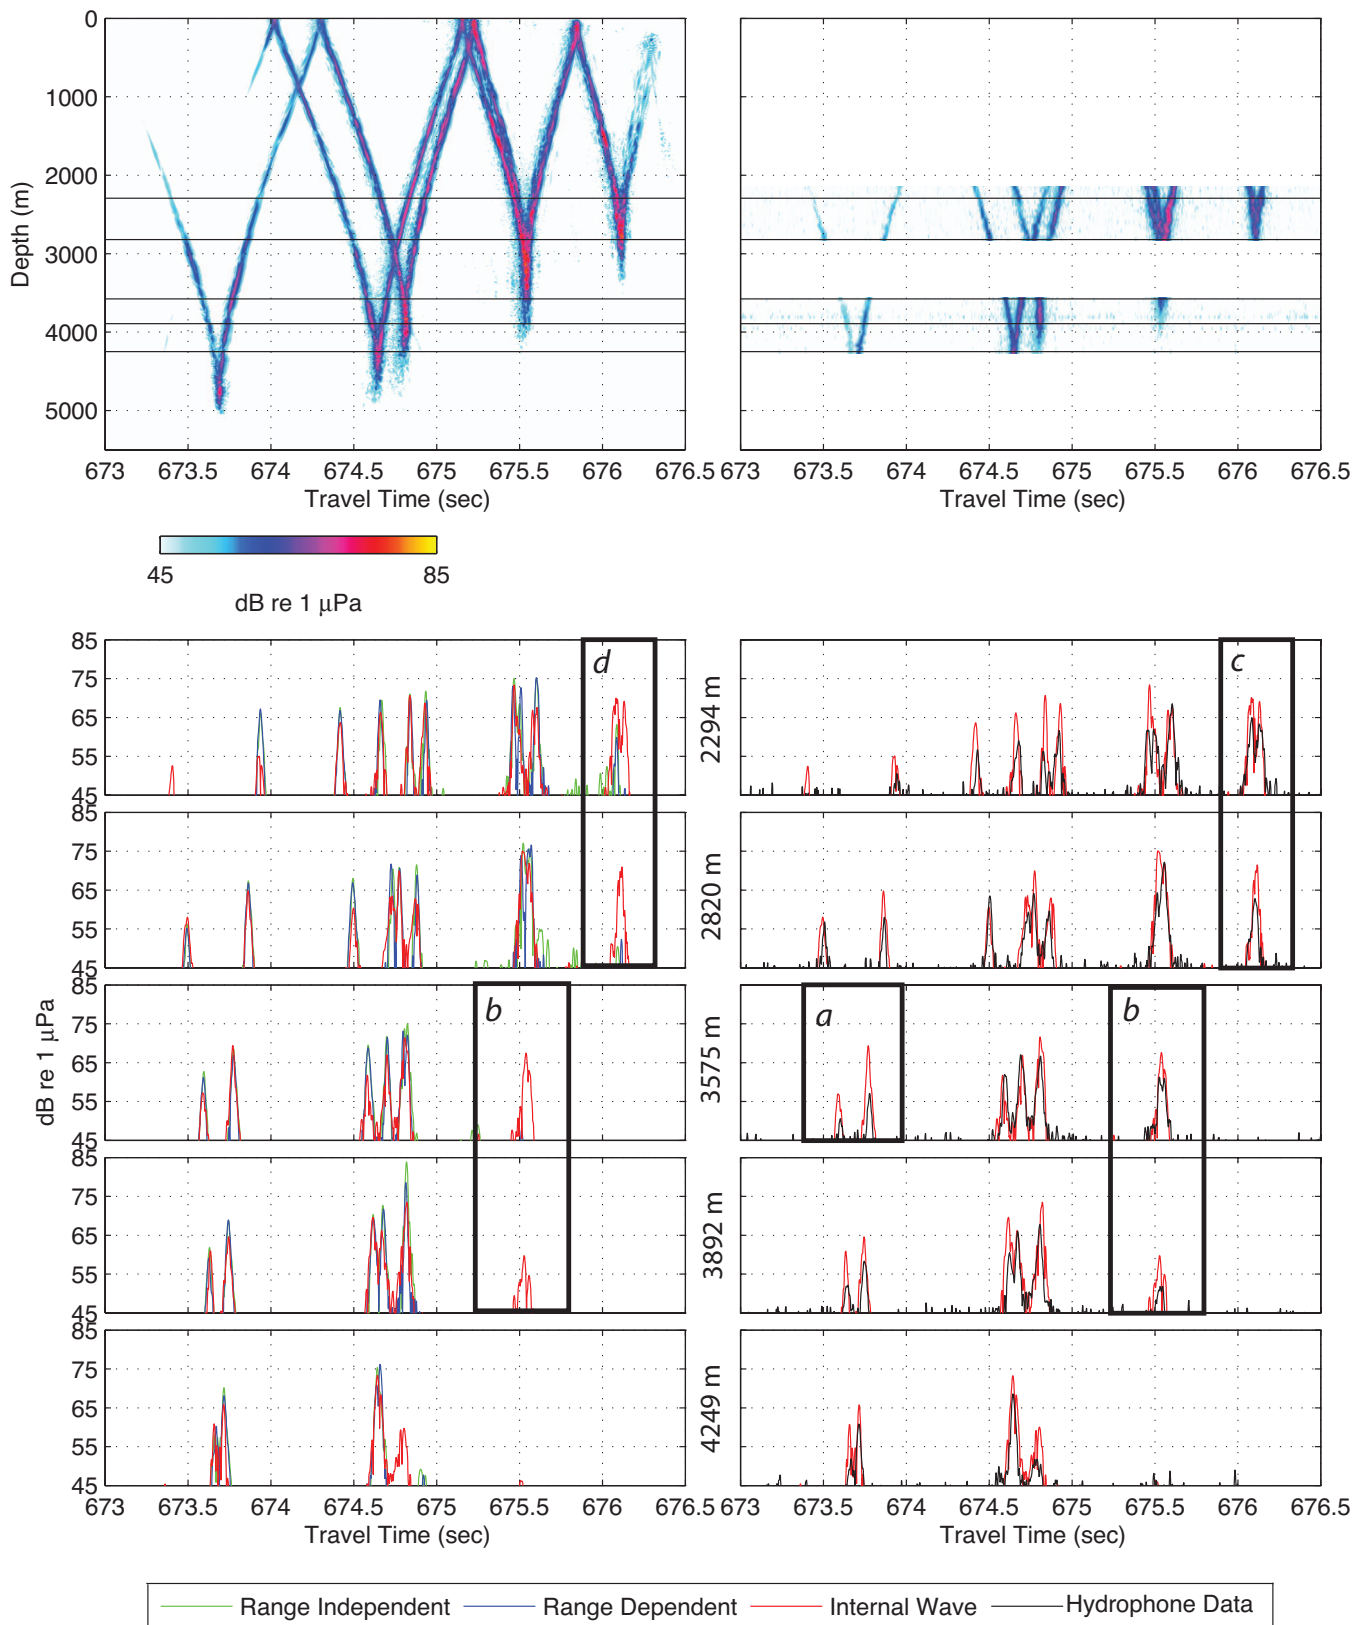 0
1000
2000
3000
4000
5000
Depth (m)
673 673.5 674 674.5 675 675.5 676 676.5
Travel Time (sec)
673 673.5 674 674.5 675 675.5 676 676.5
Travel Time (sec)
45 85
dB re 1 μPa
85
75
65
55
45
d
c
2294 m
85
75
65
55
45
2820 m
85
75
65
55
45
b
a
b
3575 m
dB re 1 μPa
85
75
65
55
45
3892 m
85
75
65
55
45
4249 m
673 673.5 674 674.5 675 675.5 676 676.5
Travel Time (sec)
673 673.5 674 674.5 675 675.5 676 676.5
Travel Time (sec)
Range Independent Range Dependent Internal Wave Hydrophone Data